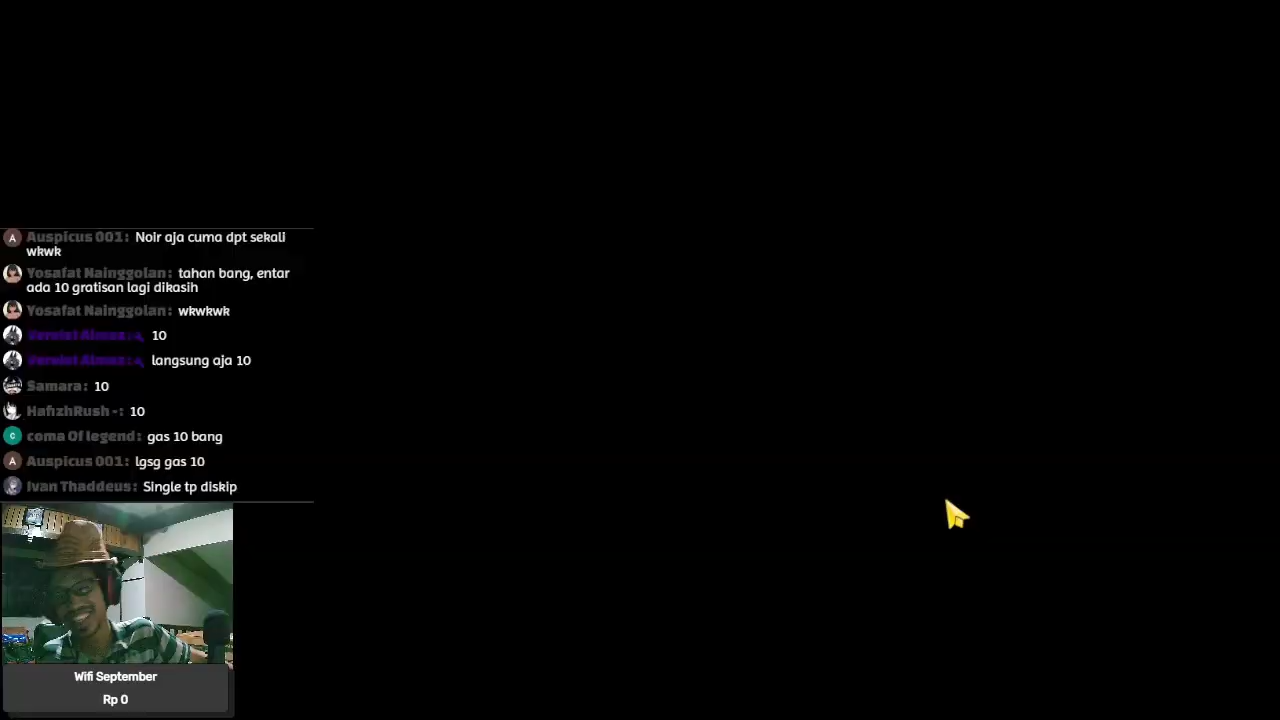 A Auspicus 001: Noir aja cuma dpt sekali
wkwk
Yosafat Nainggolan: tahan bang, entar
ada 10 gratisan lagi dikasih
Yosafat Nainggolan: wkwkwk
10
langsung aja 10
Samara: 10
HafizhRush -: 10
C coma Of legend: gas 10 bang
A Auspicus 001: lgsg gas 10
Ivan Thaddeus: Single tp diskip
Wifi September
Rp 0